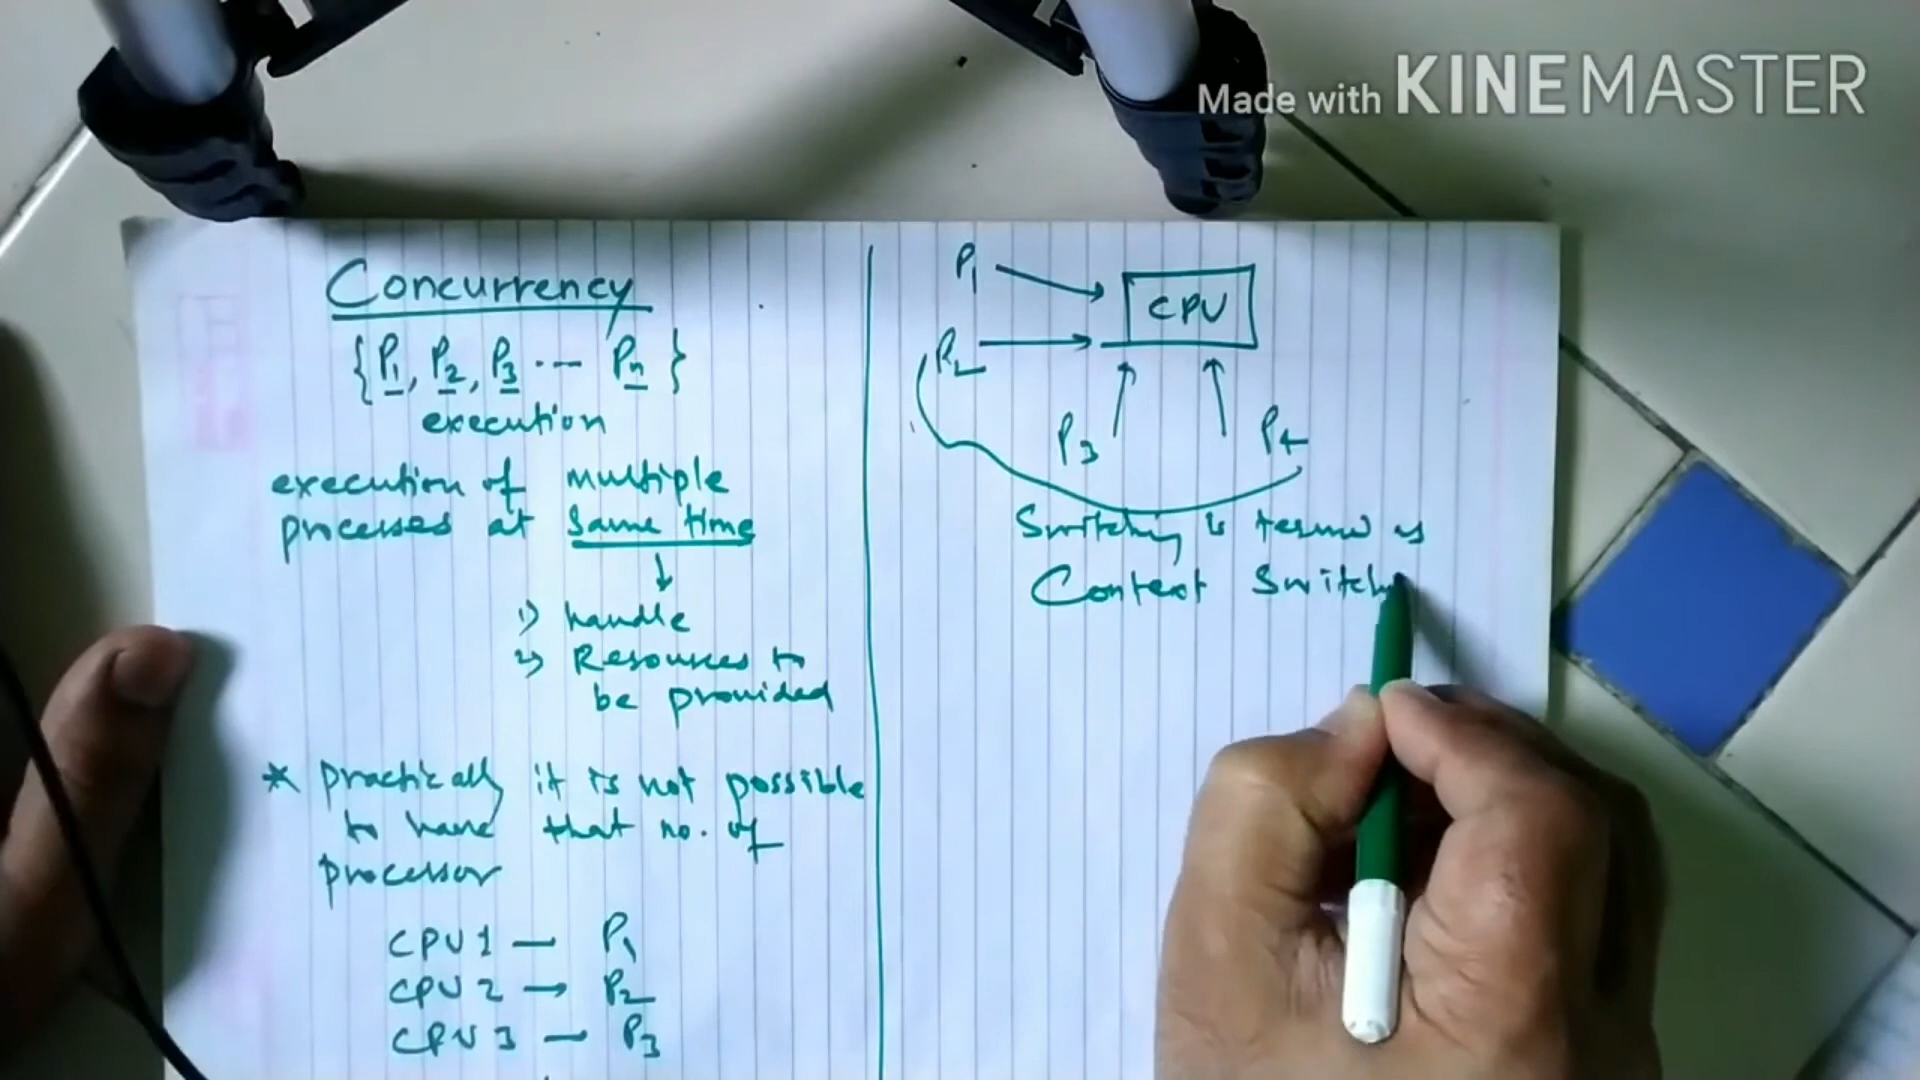 Made with KINEMASTER
Concurrency
{P1, P2, P3 --- Pn}
execution
execution of multiple
processes at same time
↓
1) handle
2) Resources to
be provided
* practically it is not possible
to have that no. of
processor
CPU 1 — P1
CPU 2 → P2
CPU 3 — P3
P1 → CPU
P2 →
P3 P4
Switching is termed as
Context Switch